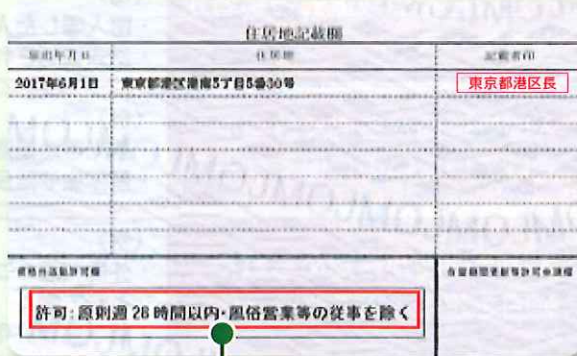 住居地記載欄
届出年月日 住居地 記載者印
2017年6月1日 東京都港区港南5丁目5番30号 東京都港区長
資格外活動許可欄 在留期間更新等許可申請欄
許可:原則週28時間以内・風俗営業等の従事を除く